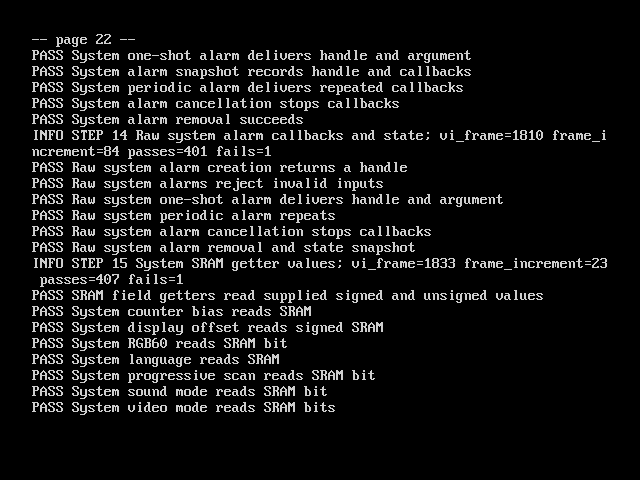 -- page 22 --
PASS System one-shot alarm delivers handle and argument
PASS System alarm snapshot records handle and callbacks
PASS System periodic alarm delivers repeated callbacks
PASS System alarm cancellation stops callbacks
PASS System alarm removal succeeds
INFO STEP 14 Raw system alarm callbacks and state; vi_frame=1810 frame_i
ncrement=84 passes=401 fails=1
PASS Raw system alarm creation returns a handle
PASS Raw system alarms reject invalid inputs
PASS Raw system one-shot alarm delivers handle and argument
PASS Raw system periodic alarm repeats
PASS Raw system alarm cancellation stops callbacks
PASS Raw system alarm removal and state snapshot
INFO STEP 15 System SRAM getter values; vi_frame=1833 frame_increment=23
 passes=407 fails=1
PASS SRAM field getters read supplied signed and unsigned values
PASS System counter bias reads SRAM
PASS System display offset reads signed SRAM
PASS System RGB60 reads SRAM bit
PASS System language reads SRAM
PASS System progressive scan reads SRAM bit
PASS System sound mode reads SRAM bit
PASS System video mode reads SRAM bits